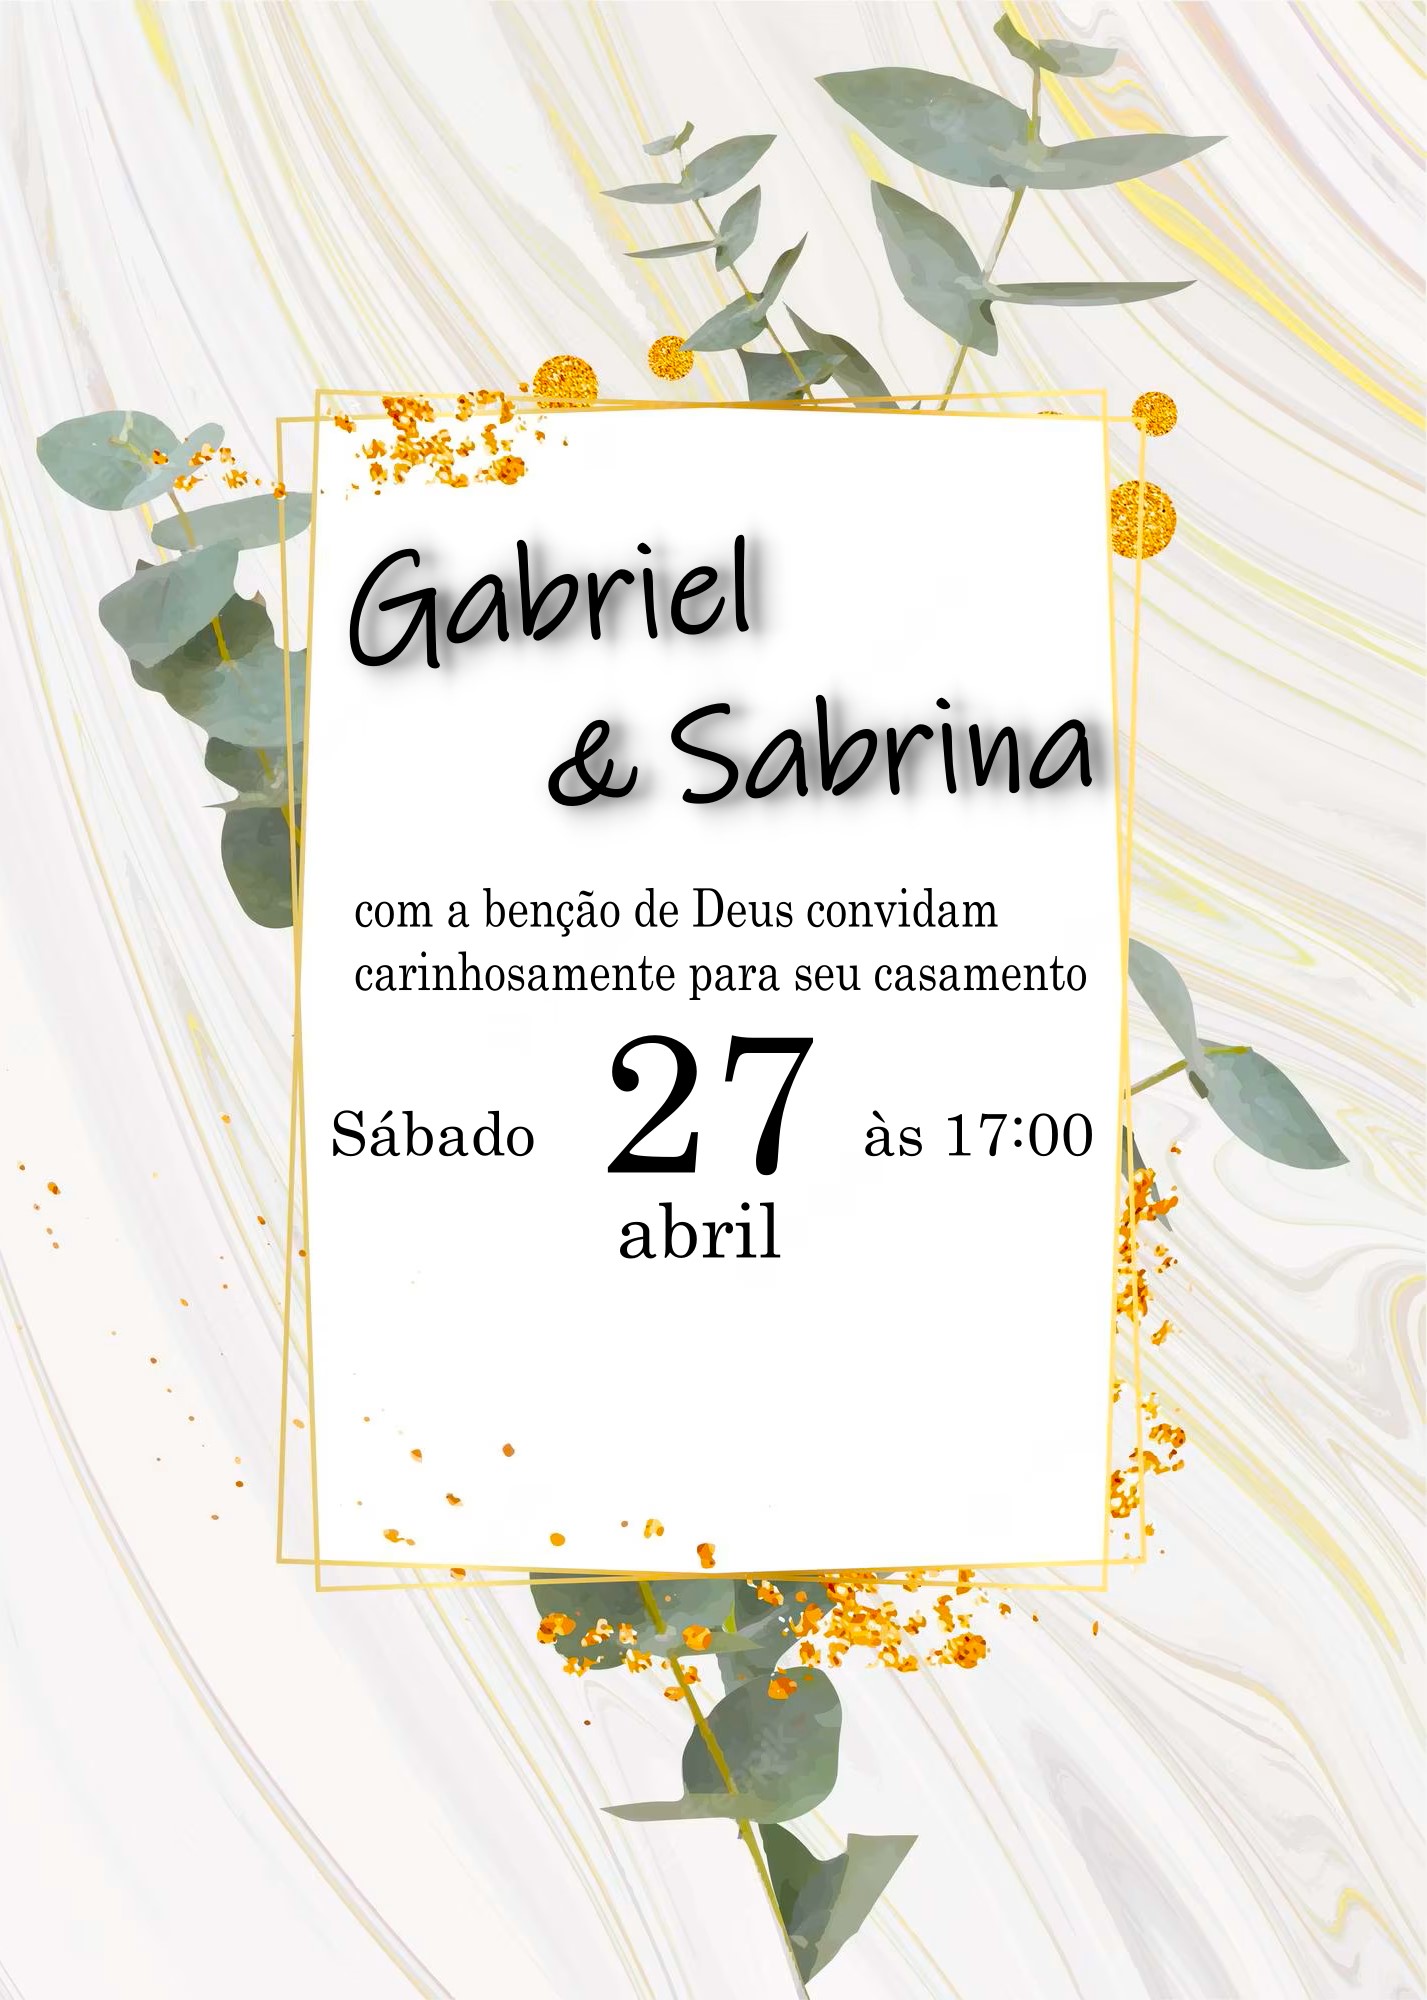 Gabriel
& Sabrina
com a benção de Deus convidam
carinhosamente para seu casamento
Sábado 27 às 17:00
abril